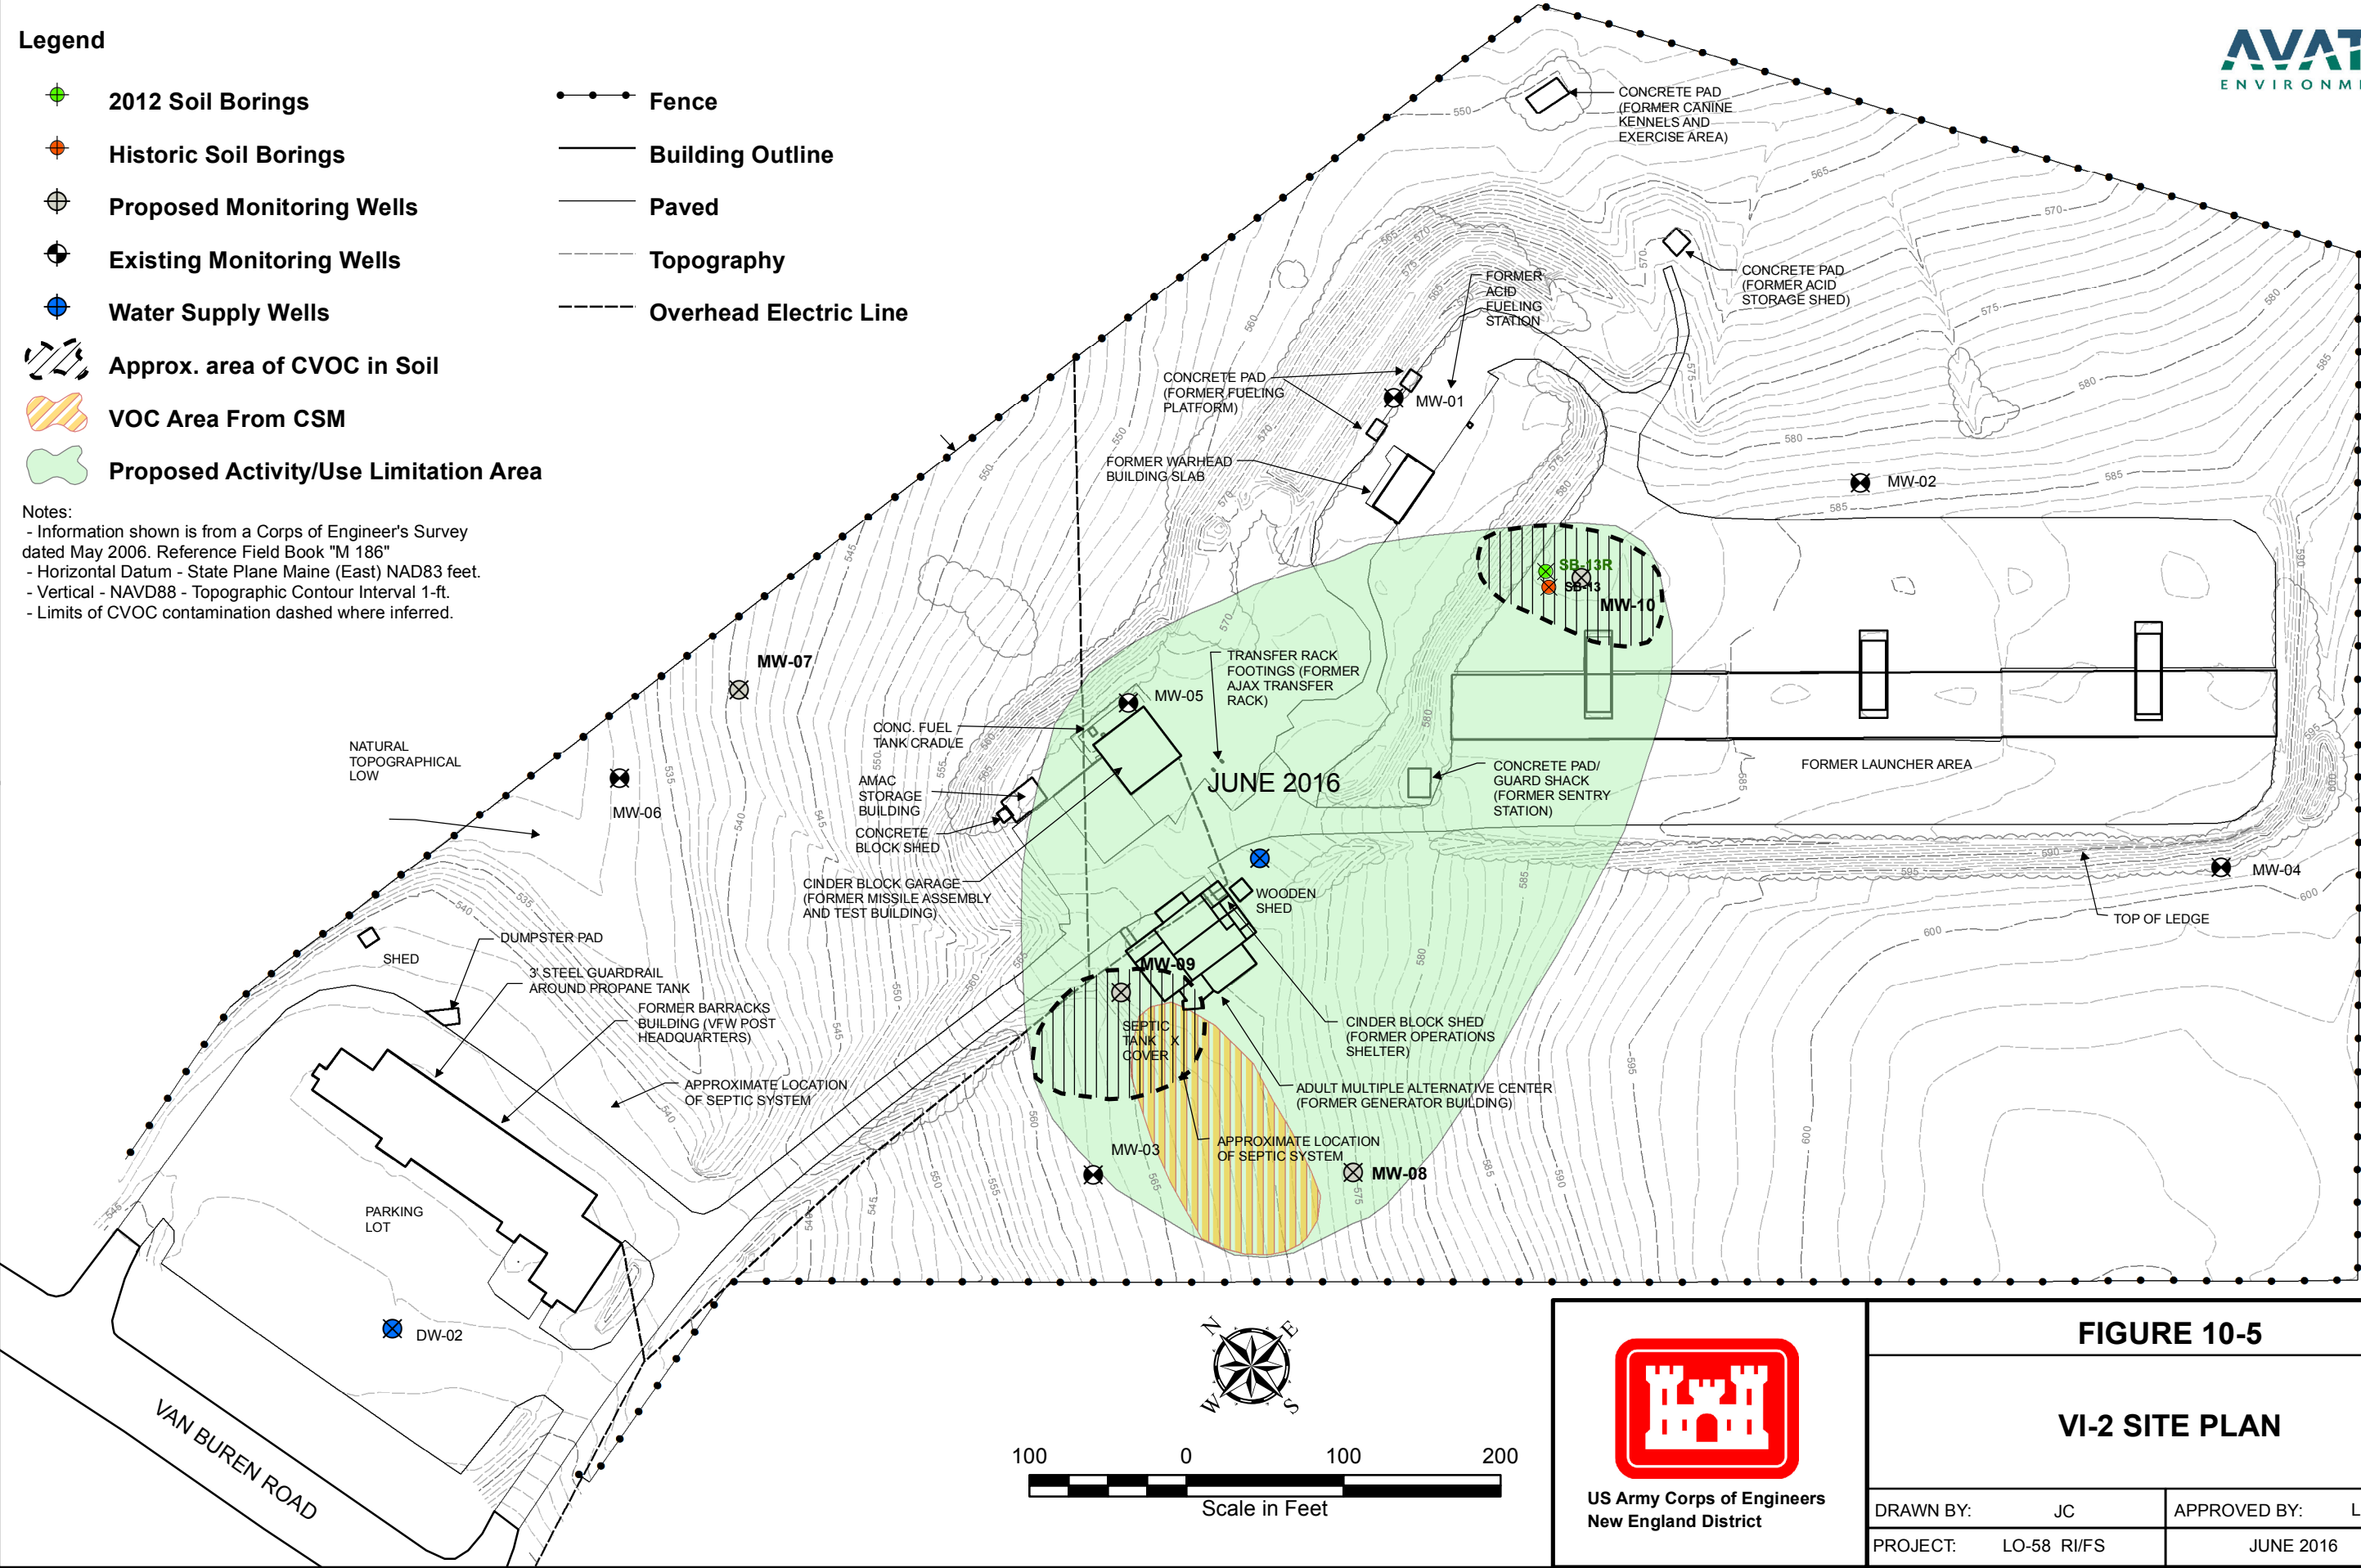 Legend
2012 Soil Borings
Historic Soil Borings
Proposed Monitoring Wells
Existing Monitoring Wells
Water Supply Wells
Approx. area of CVOC in Soil
VOC Area From CSM
Proposed Activity/Use Limitation Area
Fence
Building Outline
Paved
Topography
Overhead Electric Line
Notes:
- Information shown is from a Corps of Engineer's Survey
dated May 2006. Reference Field Book "M 186"
- Horizontal Datum - State Plane Maine (East) NAD83 feet.
- Vertical - NAVD88 - Topographic Contour Interval 1-ft.
- Limits of CVOC contamination dashed where inferred.
ENVIRONM
CONCRETE PAD
(FORMER CANINE
KENNELS AND
EXERCISE AREA)
CONCRETE PAD
(FORMER ACID
STORAGE SHED)
FORMER
ACID
FUELING
STATION
CONCRETE PAD
(FORMER FUELING
PLATFORM)
MW-01
FORMER WARHEAD
BUILDING SLAB
MW-02
SB-13R
SB-13
MW-10
MW-07
TRANSFER RACK
FOOTINGS (FORMER
AJAX TRANSFER
RACK)
MW-05
CONC. FUEL
TANK CRADLE
NATURAL
TOPOGRAPHICAL
LOW
JUNE 2016
CONCRETE PAD/
GUARD SHACK
(FORMER SENTRY
STATION)
FORMER LAUNCHER AREA
AMAC
STORAGE
BUILDING
MW-06
CONCRETE
BLOCK SHED
MW-04
CINDER BLOCK GARAGE
(FORMER MISSILE ASSEMBLY
AND TEST BUILDING)
WOODEN
SHED
TOP OF LEDGE
DUMPSTER PAD
SHED
MW-09
3' STEEL GUARDRAIL
AROUND PROPANE TANK
FORMER BARRACKS
BUILDING (VFW POST
HEADQUARTERS)
SEPTIC
TANK X
COVER
CINDER BLOCK SHED
(FORMER OPERATIONS
SHELTER)
APPROXIMATE LOCATION
OF SEPTIC SYSTEM
ADULT MULTIPLE ALTERNATIVE CENTER
(FORMER GENERATOR BUILDING)
APPROXIMATE LOCATION
OF SEPTIC SYSTEM
MW-03
MW-08
PARKING
LOT
DW-02
VAN BUREN ROAD
N E
W S
100 0 100 200
Scale in Feet
US Army Corps of Engineers
New England District
FIGURE 10-5
VI-2 SITE PLAN
DRAWN BY: JC
APPROVED BY: L
PROJECT: LO-58 RI/FS
JUNE 2016